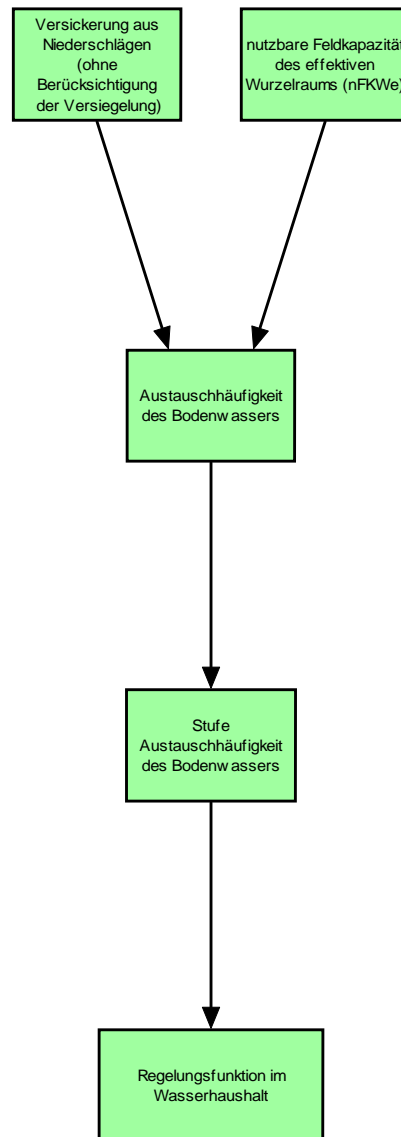 Versickerung aus
Niederschlägen
(ohne
Berücksichtigung
der Versiegelung)
nutzbare Feldkapazität
des effektiven
Wurzelraums (nFKWe)
Austauschhäufigkeit
des Bodenwassers
Stufe
Austauschhäufigkeit
des Bodenwassers
Regelungsfunktion im
Wasserhaushalt